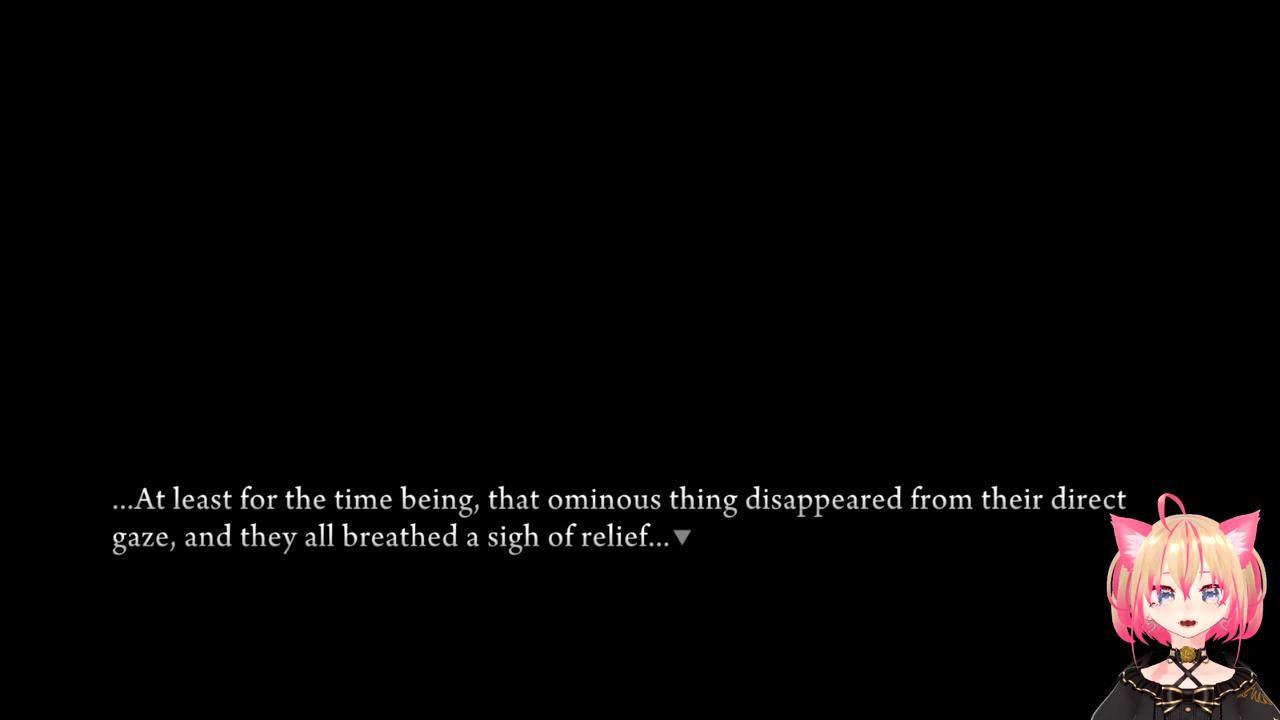 ...At least for the time being, that ominous thing disappeared from their direct
gaze, and they all breathed a sigh of relief...